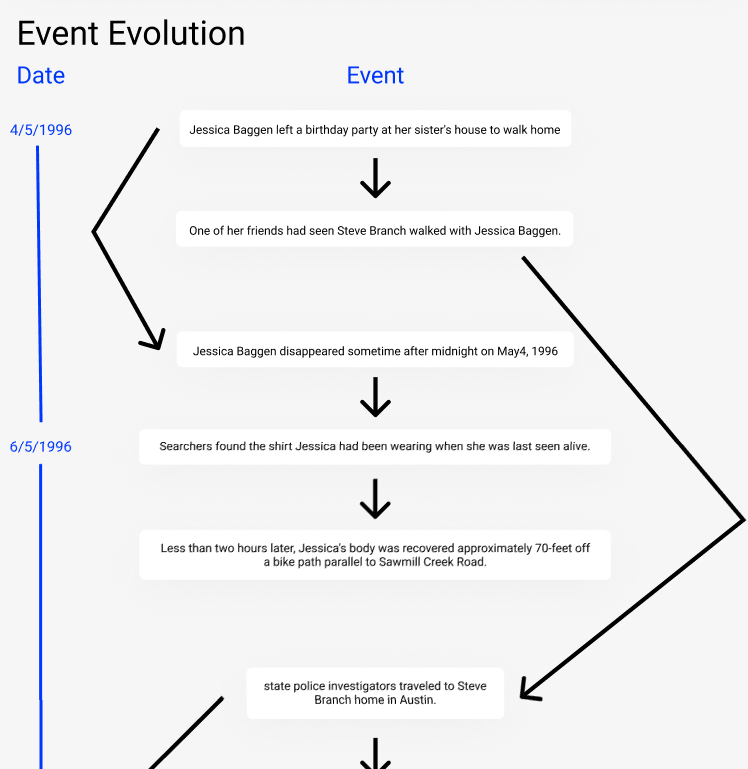 Event Evolution
Date
Event
4/5/1996
Jessica Baggen left a birthday party at her sister's house to walk home
One of her friends had seen Steve Branch walked with Jessica Baggen.
Jessica Baggen disappeared sometime after midnight on May4, 1996
6/5/1996
Searchers found the shirt Jessica had been wearing when she was last seen alive.
Less than two hours later, Jessica's body was recovered approximately 70-feet off
a bike path parallel to Sawmill Creek Road.
state police investigators traveled to Steve
Branch home in Austin.